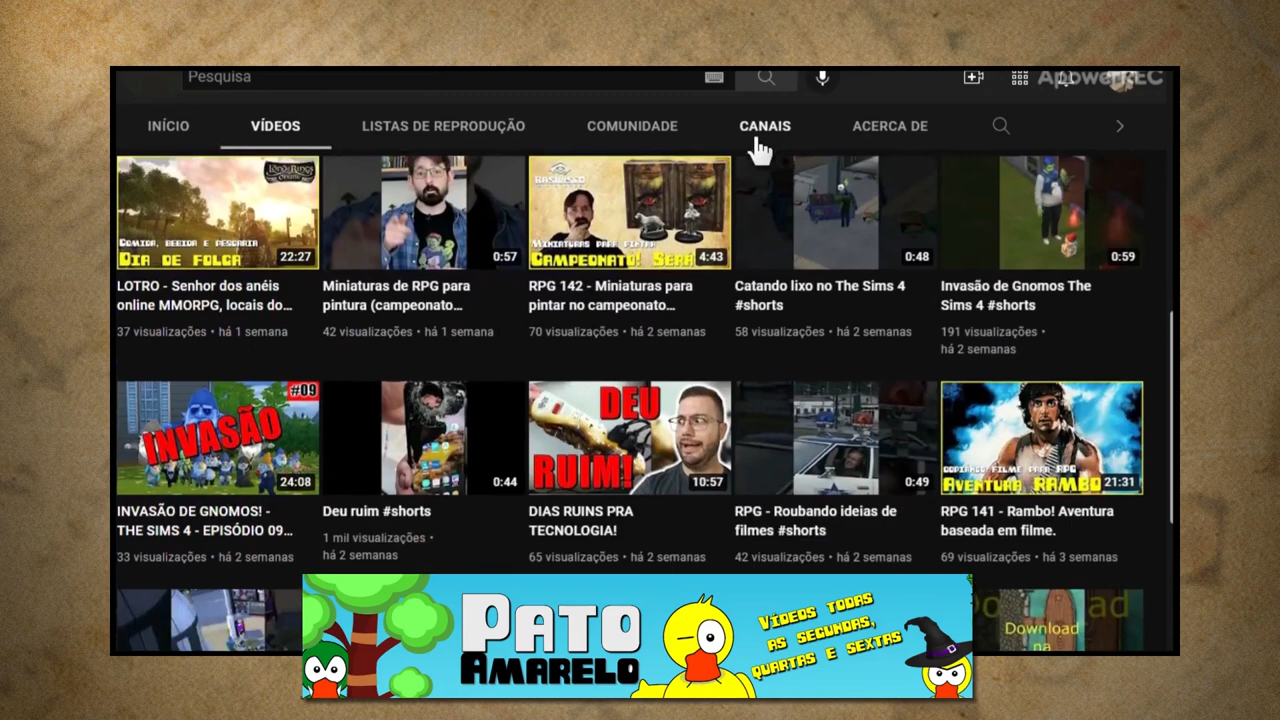 Pesquisa
ApowerREC
INÍCIO
VÍDEOS
LISTAS DE REPRODUÇÃO
COMUNIDADE
CANAIS
ACERCA DE
COMIDA, BEBIDA E PESCARIA
DIA DE FOLGA
22:27
0:57
BASILISCO
MINIATURAS PARA PINTAR
CAMPEONATO! SERÁ
4:43
0:48
0:59
LOTRO - Senhor dos anéis
online MMORPG, locais do…
37 visualizações • há 1 semana
Miniaturas de RPG para
pintura (campeonato…
42 visualizações • há 1 semana
RPG 142 - Miniaturas para
pintar no campeonato…
70 visualizações • há 2 semanas
Catando lixo no The Sims 4
#shorts
58 visualizações • há 2 semanas
Invasão de Gnomos The
Sims 4 #shorts
191 visualizações •
há 2 semanas
#09
INVASÃO
24:08
0:44
DEU
RUIM!
10:57
0:49
COPIANDO FILME PARA RPG
AVENTURA RAMBO
21:31
INVASÃO DE GNOMOS! -
THE SIMS 4 - EPISÓDIO 09…
33 visualizações • há 2 semanas
Deu ruim #shorts
1 mil visualizações •
há 2 semanas
DIAS RUINS PRA
TECNOLOGIA!
65 visualizações • há 2 semanas
RPG - Roubando ideias de
filmes #shorts
42 visualizações • há 2 semanas
RPG 141 - Rambo! Aventura
baseada em filme.
69 visualizações • há 3 semanas
Download
na
PATO
AMARELO
VÍDEOS TODAS
AS SEGUNDAS,
QUARTAS E SEXTAS